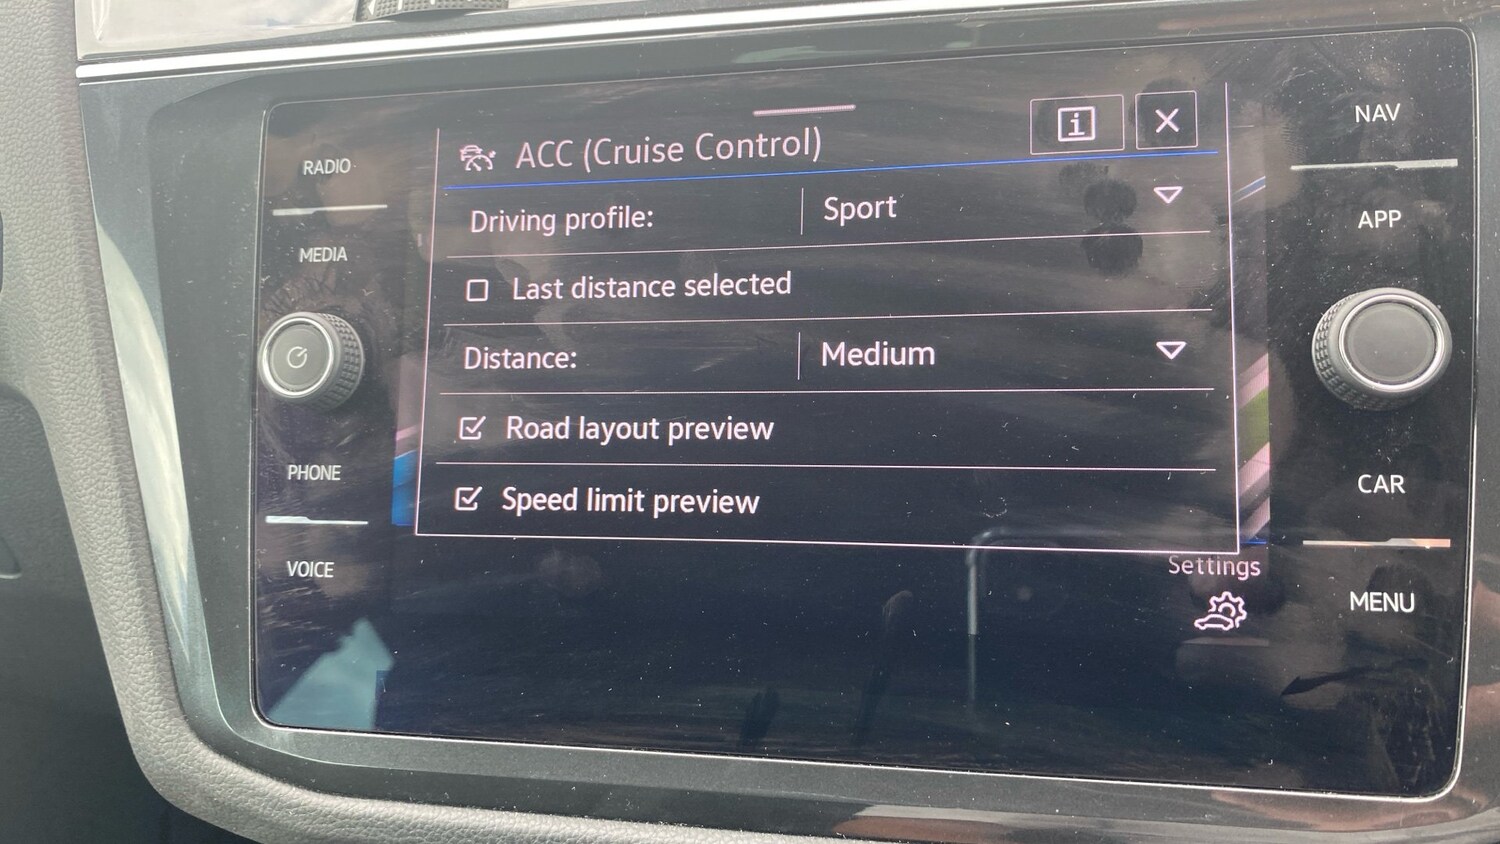 RADIO
MEDIA
PHONE
VOICE
ACC (Cruise Control)
i
Driving profile: Sport
Last distance selected
Distance: Medium
Road layout preview
Speed limit preview
Settings
NAV
APP
CAR
MENU